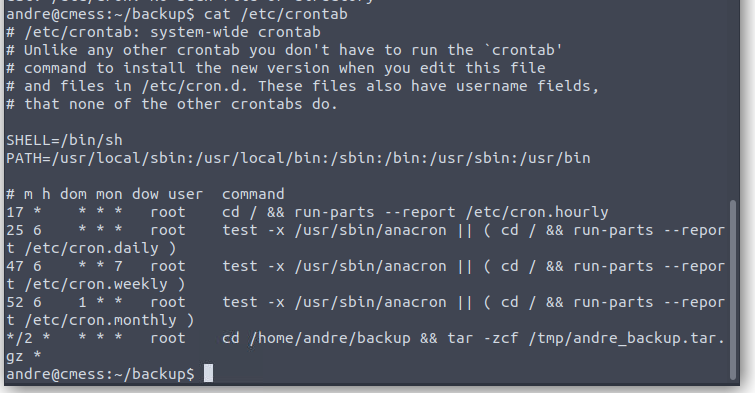 andre@cmess:~/backup$ cat /etc/crontab
# /etc/crontab: system-wide crontab
# Unlike any other crontab you don't have to run the `crontab'
# command to install the new version when you edit this file
# and files in /etc/cron.d. These files also have username fields,
# that none of the other crontabs do.

SHELL=/bin/sh
PATH=/usr/local/sbin:/usr/local/bin:/sbin:/bin:/usr/sbin:/usr/bin

# m h dom mon dow user  command
17 *    * * *   root    cd / && run-parts --report /etc/cron.hourly
25 6    * * *   root    test -x /usr/sbin/anacron || ( cd / && run-parts --repor
t /etc/cron.daily )
47 6    * * 7   root    test -x /usr/sbin/anacron || ( cd / && run-parts --repor
t /etc/cron.weekly )
52 6    1 * *   root    test -x /usr/sbin/anacron || ( cd / && run-parts --repor
t /etc/cron.monthly )
*/2 *   * * *   root    cd /home/andre/backup && tar -zcf /tmp/andre_backup.tar.
gz *
andre@cmess:~/backup$